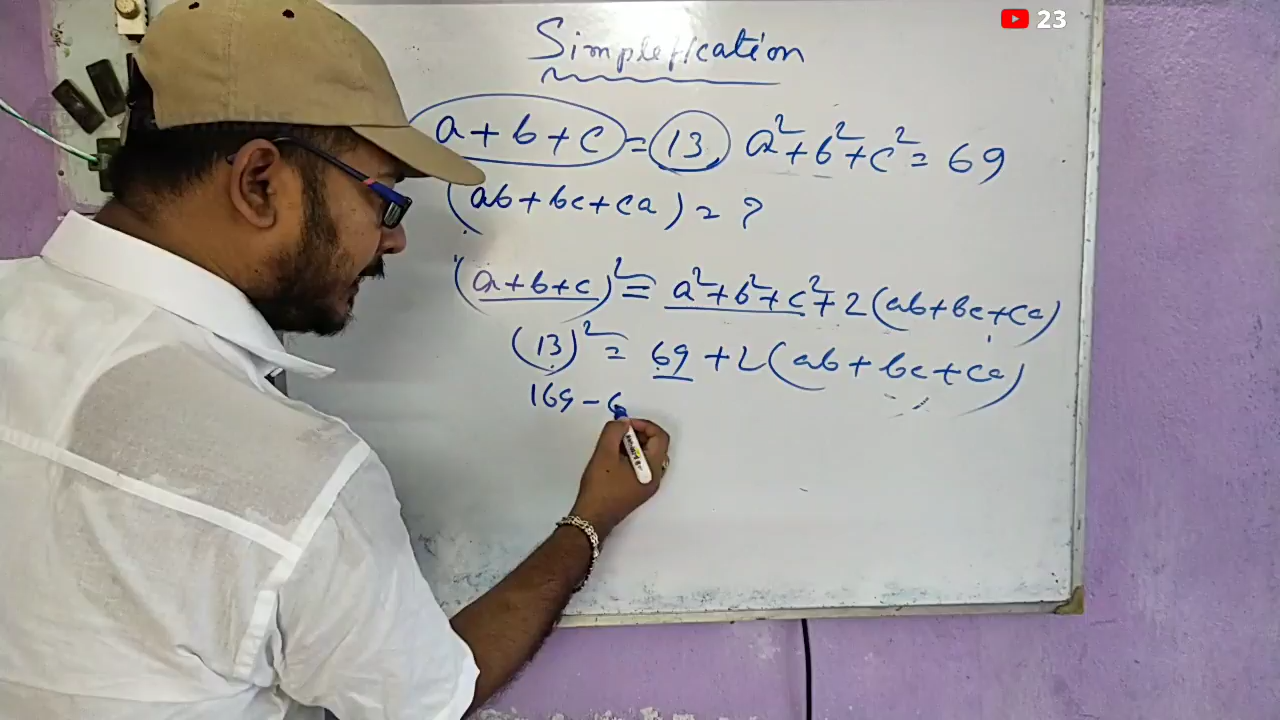 23
Simplefication
a + b + c = 13 a² + b² + c² = 69
(ab + bc + ca) = ?
(a + b + c)² = a² + b² + c² + 2(ab + bc + ca)
(13)² = 69 + 2(ab + bc + ca)
169 - 6